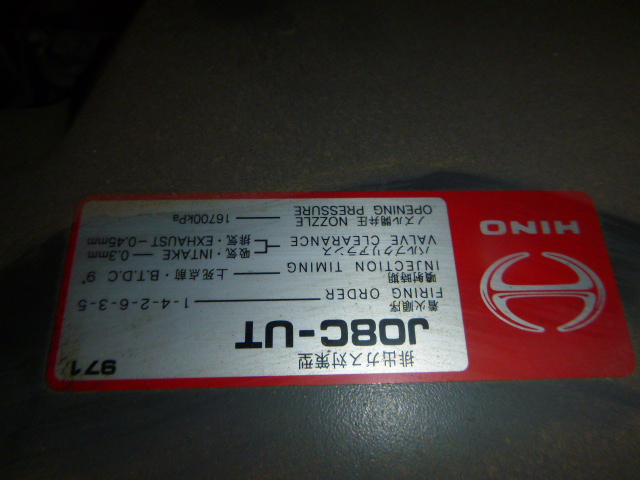 HINO
排出ガス対策型
971
J08C-UT
着火順序
FIRING ORDER 1-4-2-6-3-5
噴射時期
INJECTION TIMING 上死点前・B.T.D.C 9°
バルブクリアランス 吸気・INTAKE 0.3mm
VALVE CLEARANCE 排気・EXHAUST 0.45mm
ノズル開弁圧 NOZZLE
OPENING PRESSURE 16700kPa